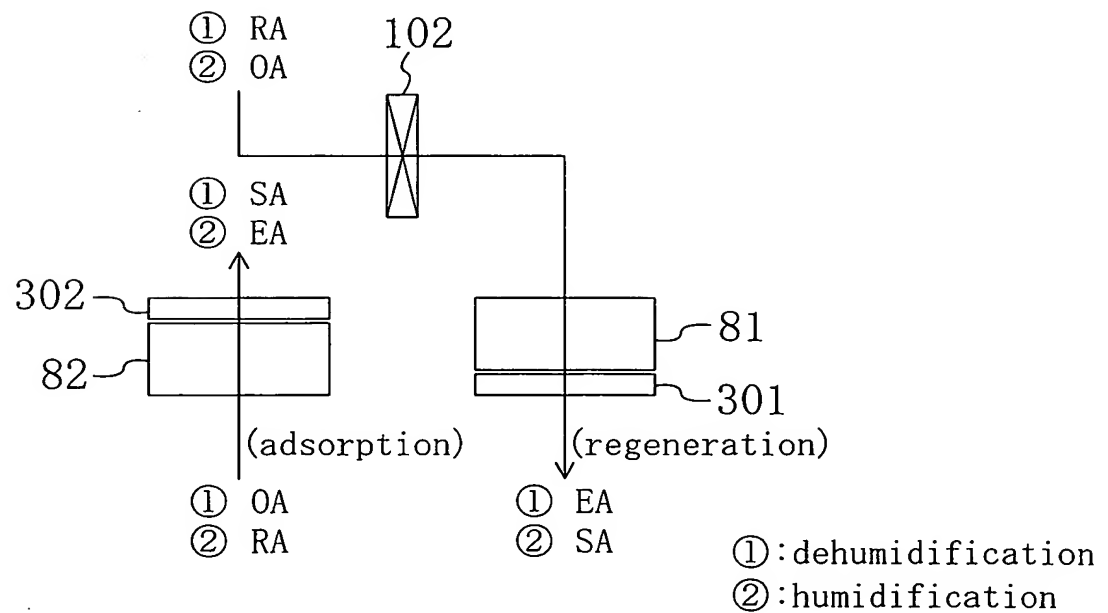 ① RA
② OA
102
① SA
② EA
302
82
81
301
(adsorption)
(regeneration)
① OA
② RA
① EA
② SA
①:dehumidification
②:humidification